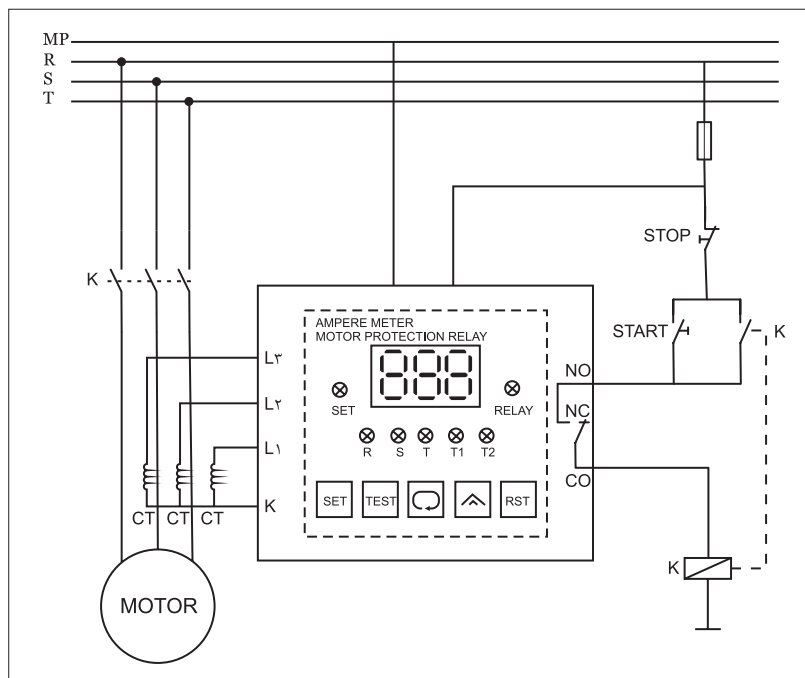 MP
R
S
T
STOP
K
START
K
AMPERE METER
MOTOR PROTECTION RELAY
888
SET
RELAY
R S T T1 T2
SET TEST RST
L۳
L۲
L۱
K
NO
NC
CO
CT CT CT
K
MOTOR